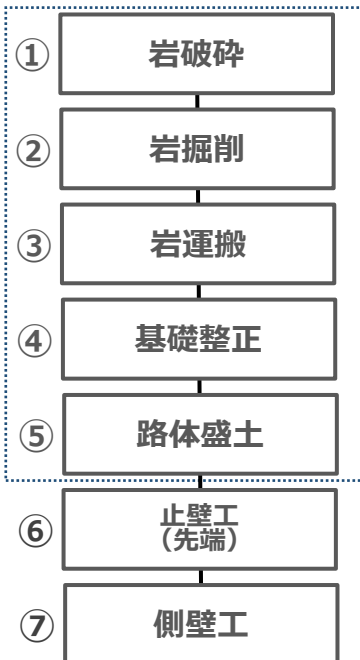 ① 岩破砕
② 岩掘削
③ 岩運搬
④ 基礎整正
⑤ 路体盛土
⑥ 止壁工
（先端）
⑦ 側壁工